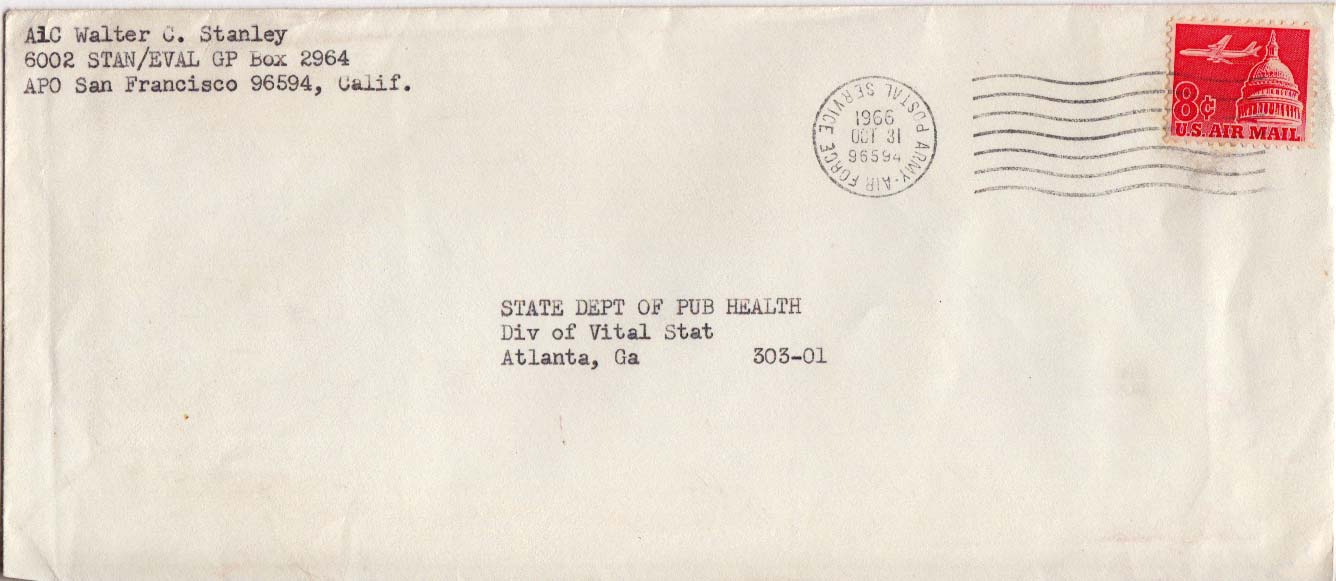 A1C Walter C. Stanley
6002 STAN/EVAL GP Box 2964
APO San Francisco 96594, Calif.
ARMY-AIR FORCE POSTAL SERVICE
1966
OCT 31
96594
8¢
U.S. AIR MAIL
STATE DEPT OF PUB HEALTH
Div of Vital Stat
Atlanta, Ga 303-01